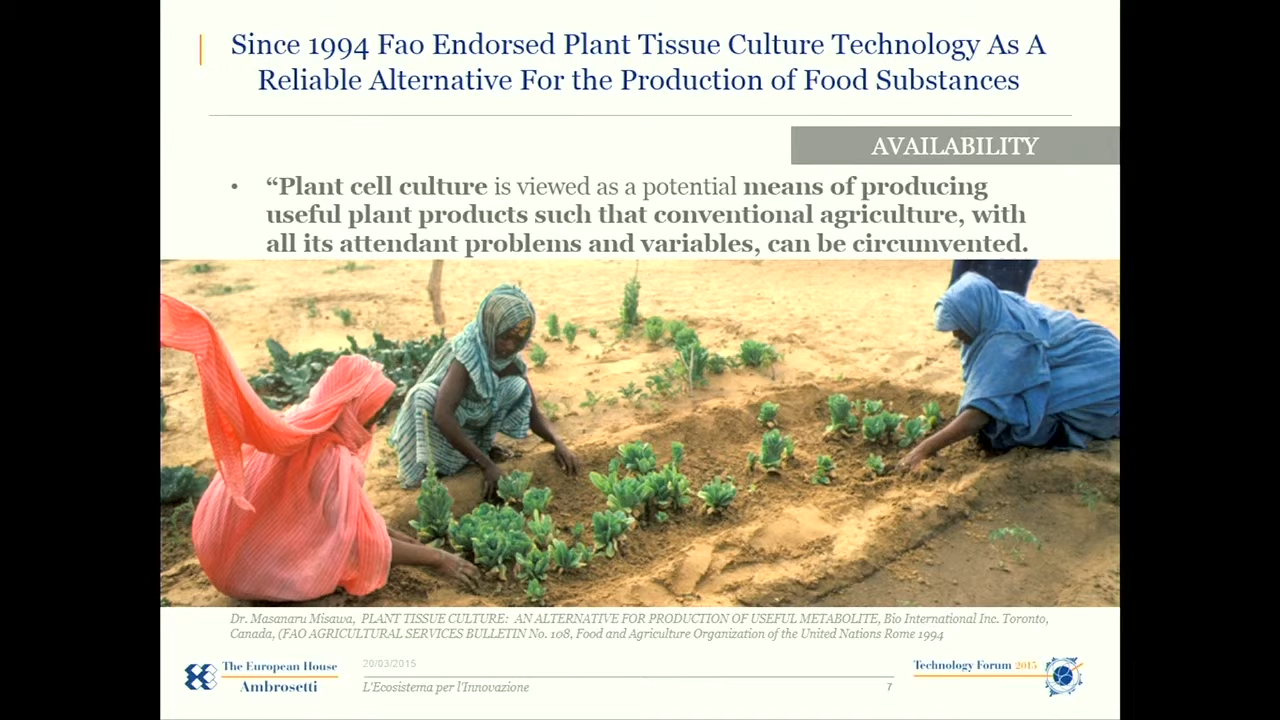 Since 1994 Fao Endorsed Plant Tissue Culture Technology As A
Reliable Alternative For the Production of Food Substances
AVAILABILITY
• “Plant cell culture is viewed as a potential means of producing
useful plant products such that conventional agriculture, with
all its attendant problems and variables, can be circumvented.
Dr. Masanaru Misawa, PLANT TISSUE CULTURE: AN ALTERNATIVE FOR PRODUCTION OF USEFUL METABOLITE, Bio International Inc. Toronto,
Canada, (FAO AGRICULTURAL SERVICES BULLETIN No. 108, Food and Agriculture Organization of the United Nations Rome 1994
The European House
Ambrosetti
20/03/2015
L'Ecosistema per l'Innovazione
7
Technology Forum 2015